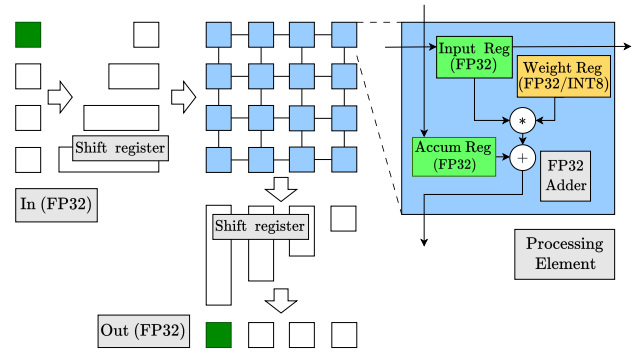 Input Reg
(FP32)
Weight Reg
(FP32/INT8)
*
Shift register
Accum Reg
(FP32)
+
FP32
Adder
In (FP32)
Shift register
Processing
Element
Out (FP32)